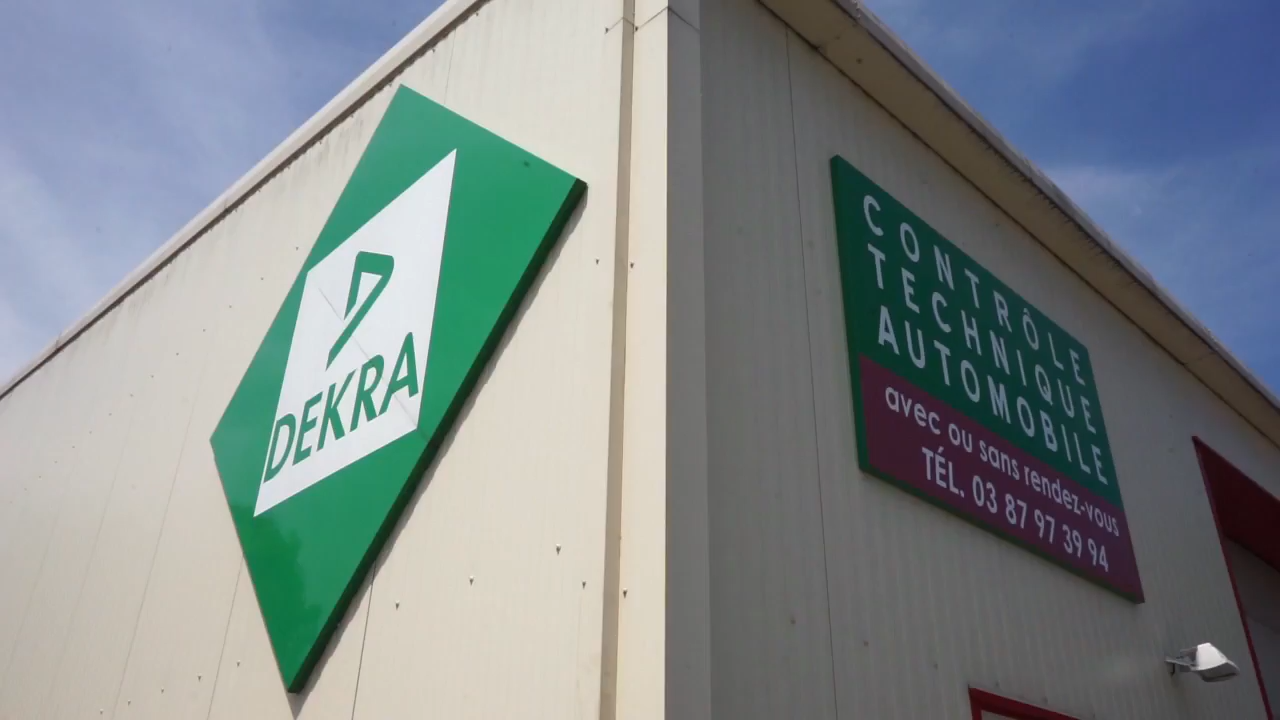 DEKRA
CONTRÔLE
TECHNIQUE
AUTOMOBILE
avec ou sans rendez-vous
TÉL. 03 87 97 39 94